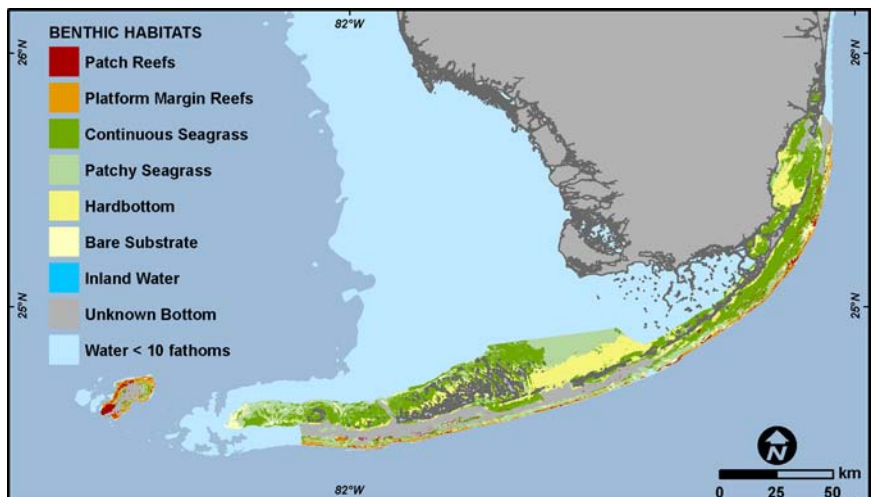 82°W
26°N
26°N
BENTHIC HABITATS
Patch Reefs
Platform Margin Reefs
Continuous Seagrass
Patchy Seagrass
Hardbottom
Bare Substrate
Inland Water
Unknown Bottom
Water < 10 fathoms
25°N
25°N
N
km
0 25 50
82°W